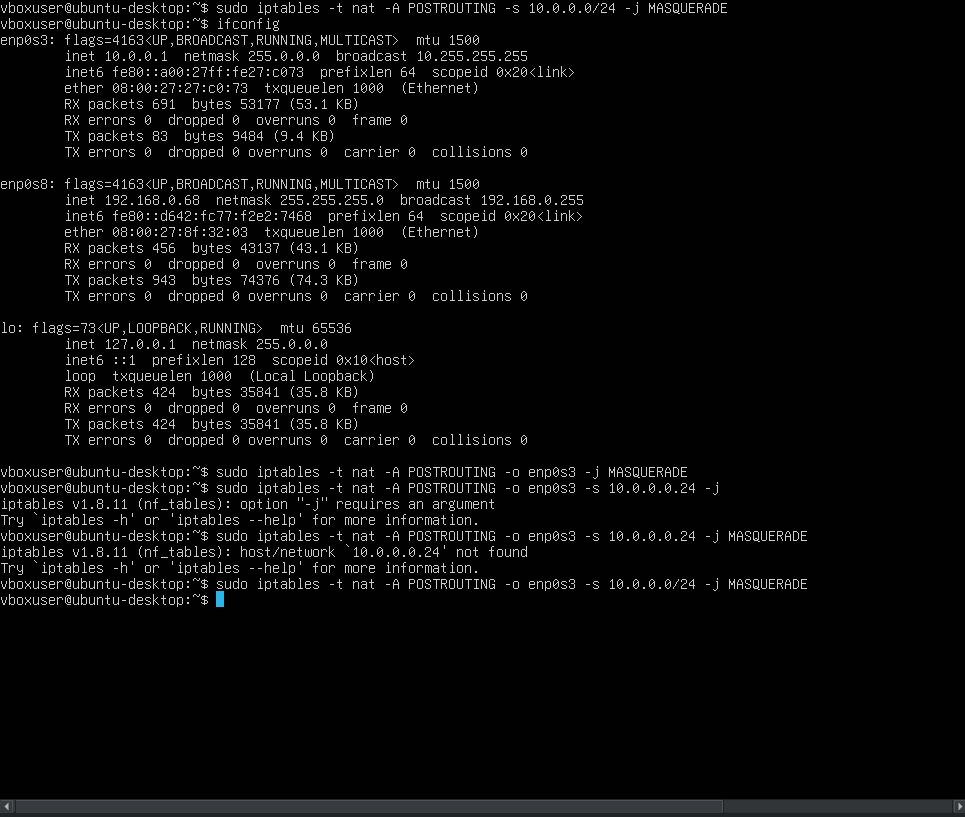 vboxuser@ubuntu-desktop:~$ sudo iptables -t nat -A POSTROUTING -s 10.0.0.0/24 -j MASQUERADE
vboxuser@ubuntu-desktop:~$ ifconfig
enp0s3: flags=4163<UP,BROADCAST,RUNNING,MULTICAST>  mtu 1500
        inet 10.0.0.1  netmask 255.0.0.0  broadcast 10.255.255.255
        inet6 fe80::a00:27ff:fe27:c073  prefixlen 64  scopeid 0x20<link>
        ether 08:00:27:27:c0:73  txqueuelen 1000  (Ethernet)
        RX packets 691  bytes 53177 (53.1 KB)
        RX errors 0  dropped 0  overruns 0  frame 0
        TX packets 83  bytes 9484 (9.4 KB)
        TX errors 0  dropped 0 overruns 0  carrier 0  collisions 0

enp0s8: flags=4163<UP,BROADCAST,RUNNING,MULTICAST>  mtu 1500
        inet 192.168.0.68  netmask 255.255.255.0  broadcast 192.168.0.255
        inet6 fe80::d642:fc77:f2e2:7468  prefixlen 64  scopeid 0x20<link>
        ether 08:00:27:8f:32:03  txqueuelen 1000  (Ethernet)
        RX packets 456  bytes 43137 (43.1 KB)
        RX errors 0  dropped 0  overruns 0  frame 0
        TX packets 943  bytes 74376 (74.3 KB)
        TX errors 0  dropped 0 overruns 0  carrier 0  collisions 0

lo: flags=73<UP,LOOPBACK,RUNNING>  mtu 65536
        inet 127.0.0.1  netmask 255.0.0.0
        inet6 ::1  prefixlen 128  scopeid 0x10<host>
        loop  txqueuelen 1000  (Local Loopback)
        RX packets 424  bytes 35841 (35.8 KB)
        RX errors 0  dropped 0  overruns 0  frame 0
        TX packets 424  bytes 35841 (35.8 KB)
        TX errors 0  dropped 0 overruns 0  carrier 0  collisions 0

vboxuser@ubuntu-desktop:~$ sudo iptables -t nat -A POSTROUTING -o enp0s3 -j MASQUERADE
vboxuser@ubuntu-desktop:~$ sudo iptables -t nat -A POSTROUTING -o enp0s3 -s 10.0.0.0.24 -j
iptables v1.8.11 (nf_tables): option "-j" requires an argument
Try `iptables -h' or 'iptables --help' for more information.
vboxuser@ubuntu-desktop:~$ sudo iptables -t nat -A POSTROUTING -o enp0s3 -s 10.0.0.0.24 -j MASQUERADE
iptables v1.8.11 (nf_tables): host/network `10.0.0.0.24' not found
Try `iptables -h' or 'iptables --help' for more information.
vboxuser@ubuntu-desktop:~$ sudo iptables -t nat -A POSTROUTING -o enp0s3 -s 10.0.0.0/24 -j MASQUERADE
vboxuser@ubuntu-desktop:~$